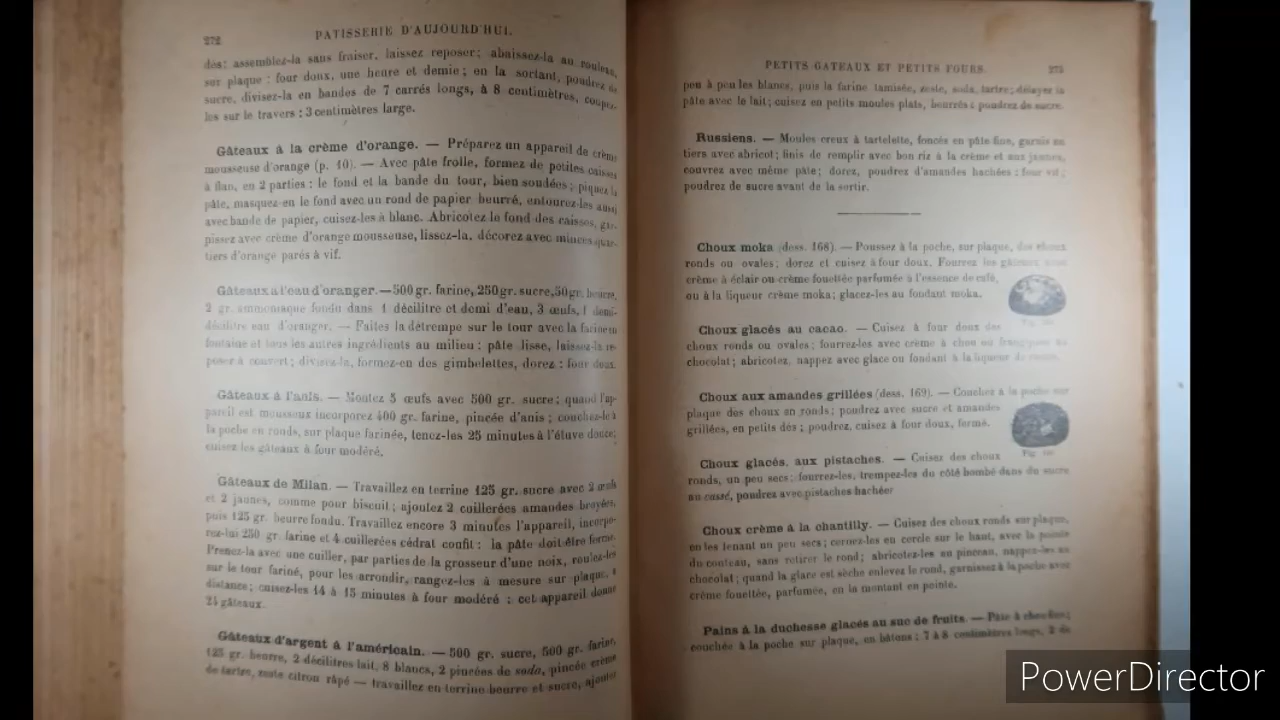 272
PATISSERIE D'AUJOURD'HUI.
dés: assemblez-la sans fraiser, laissez reposer; abaissez-la au rouleau,
sur plaque : four doux, une heure et demie; en la sortant, poudrez de
sucre, divisez-la en bandes de 7 carrés longs, à 8 centimètres, coupez-
les sur le travers : 3 centimètres large.
Gâteaux à la crème d'orange. — Préparez un appareil de crème
mousseuse d'orange (p. 40). — Avec pâte frolle, formez de petites caisses
à flan, en 2 parties : le fond et la bande du tour, bien soudées; piquez la
pâte, masquez-en le fond avec un rond de papier beurré, entourez-les aussi
avec bande de papier, cuisez-les à blanc. Abricotez le fond des caisses, gar-
nissez avec crème d'orange mousseuse, lissez-la, décorez avec minces quar-
tiers d'orange parés à vif.
Gâteaux à l'eau d'oranger. — 500 gr. farine, 250 gr. sucre, 50 gr. beurre,
2 gr. ammoniaque fondu dans 1 décilitre et demi d'eau, 3 œufs, 1 demi-
décilitre eau d'oranger. — Faites la détrempe sur le tour avec la farine en
fontaine et tous les autres ingrédients au milieu : pâte lisse, laissez-la re-
poser à couvert; divisez-la, formez-en des gimbelettes, dorez : four doux.
Gâteaux à l'anis. — Montez 5 œufs avec 500 gr. sucre; quand l'ap-
pareil est mousseux incorporez 400 gr. farine, pincée d'anis; couchez-le à
la poche en ronds, sur plaque farinée, tenez-les 25 minutes à l'étuve douce;
cuisez les gâteaux à four modéré.
Gâteaux de Milan. — Travaillez en terrine 125 gr. sucre avec 2 œufs
et 2 jaunes, comme pour biscuit; ajoutez 2 cuillerées amandes broyées,
puis 125 gr. beurre fondu. Travaillez encore 3 minutes l'appareil, incorpo-
rez-lui 250 gr. farine et 4 cuillerées cédrat confit : la pâte doit être ferme.
Prenez-la avec une cuiller, par parties de la grosseur d'une noix, roulez-les
sur le tour fariné, pour les arrondir, rangez-les à mesure sur plaque, à
distance; cuisez-les 14 à 15 minutes à four modéré : cet appareil donne
24 gâteaux.
Gâteaux d'argent à l'américain. — 500 gr. sucre, 500 gr. farine,
125 gr. beurre, 2 décilitres lait, 8 blancs, 2 pincées de soda, pincée crème
de tartre, zeste citron râpé — travaillez en terrine beurre et sucre, ajoutez
PETITS GATEAUX ET PETITS FOURS.
273
peu à peu les blancs, puis la farine tamisée, zeste, soda, tartre; délayer la
pâte avec le lait; cuisez en petits moules plats, beurrés : poudrez de sucre.
Russiens. — Moules creux à tartelette, foncés en pâte fine, garnis au
tiers avec abricot; finis de remplir avec bon riz à la crème et aux jaunes,
couvrez avec même pâte; dorez, poudrez d'amandes hachées : four vif;
poudrez de sucre avant de la sortir.
Choux moka (dess. 168). — Poussez à la poche, sur plaque, des choux
ronds ou ovales; dorez et cuisez à four doux. Fourrez les gâteaux avec
crème à éclair ou crème fouettée parfumée à l'essence de café,
ou à la liqueur crème moka; glacez-les au fondant moka.
Choux glacés au cacao. — Cuisez à four doux des
choux ronds ou ovales; fourrez-les avec crème à chou ou au
chocolat; abricotez, nappez avec glace ou fondant à la liqueur de cacao.
Choux aux amandes grillées (dess. 169). — Couchez à la poche sur
plaque des choux en ronds; poudrez avec sucre et amandes
grillées, en petits dés; poudrez, cuisez à four doux, fermé.
Choux glacés, aux pistaches. — Cuisez des choux
ronds, un peu secs; fourrez-les, trempez-les du côté bombé dans du sucre
au cassé, poudrez avec pistaches hachées
Choux crème à la chantilly. — Cuisez des choux ronds sur plaque,
en les tenant un peu secs; cernez-les en cercle sur le haut, avec la pointe
du couteau, sans retirer le rond; abricotez-les au pinceau, nappez-les au
chocolat; quand la glace est sèche enlevez le rond, garnissez à la poche avec
crème fouettée, parfumée, en la montant en pointe.
Pains à la duchesse glacés au suc de fruits. — Pâte à chou fine;
couchée à la poche sur plaque, en bâtons : 7 à 8 centimètres longs, 2 de
PowerDirector